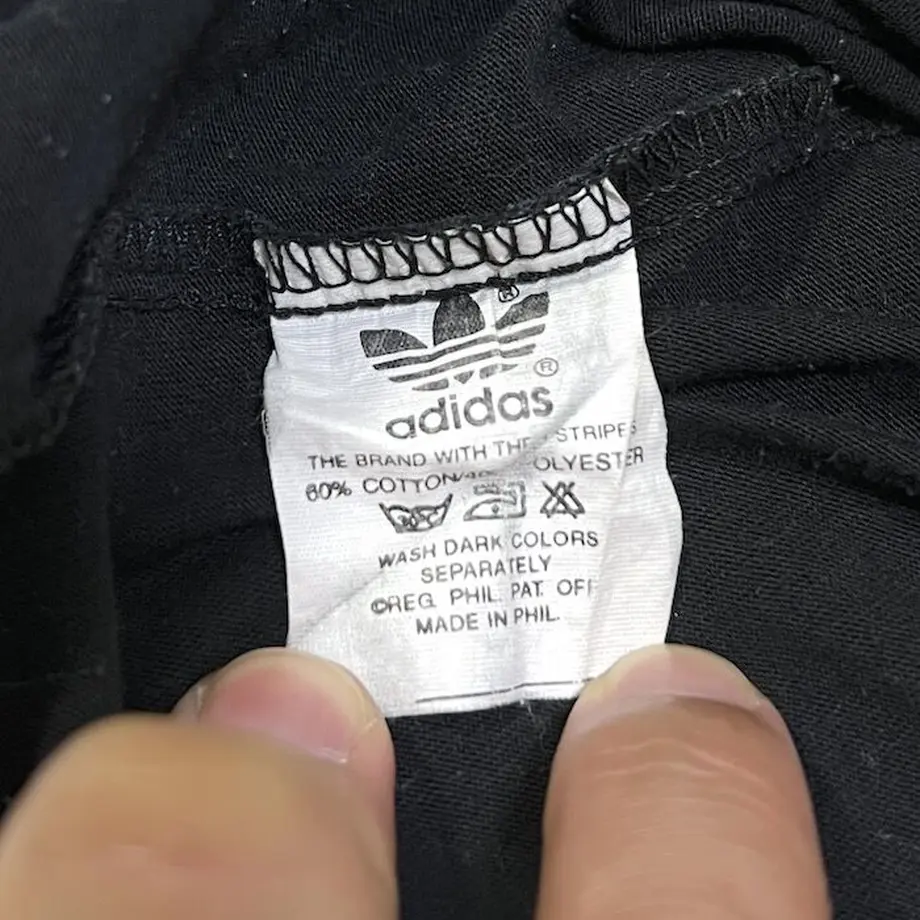 ®
®
adidas
THE BRAND WITH THE STRIPES
60% COTTON/40% POLYESTER
WASH DARK COLORS
SEPARATELY
©REG. PHIL. PAT. OFF
MADE IN PHIL.